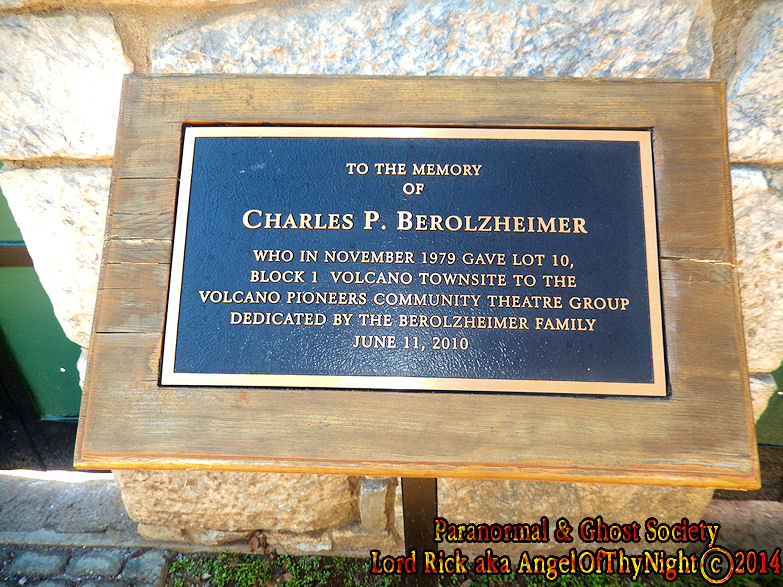 TO THE MEMORY
OF
CHARLES P. BEROLZHEIMER
WHO IN NOVEMBER 1979 GAVE LOT 10,
BLOCK 1 VOLCANO TOWNSITE TO THE
VOLCANO PIONEERS COMMUNITY THEATRE GROUP
DEDICATED BY THE BEROLZHEIMER FAMILY
JUNE 11, 2010
Paranormal & Ghost Society
Lord Rick aka AngelOfThyNight©2014